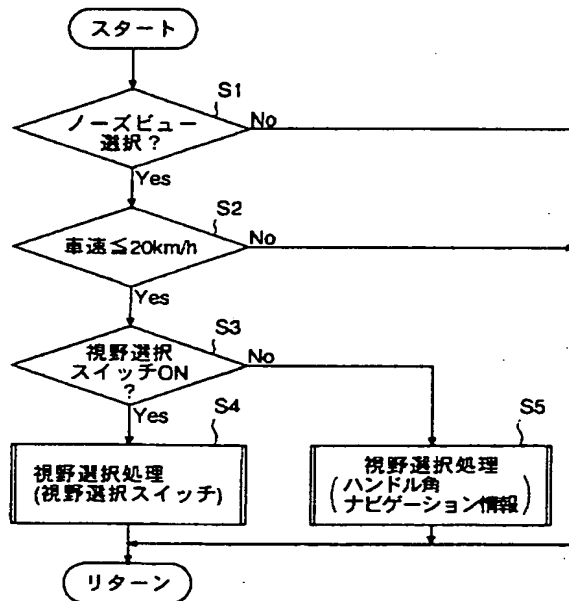 スタート
S1
ノーズビュー
選択?
No
Yes
S2
車速≦20km/h
No
Yes
S3
視野選択
スイッチON
?
No
Yes
S4
視野選択処理
(視野選択スイッチ)
S5
視野選択処理
(ハンドル角
ナビゲーション情報)
リターン